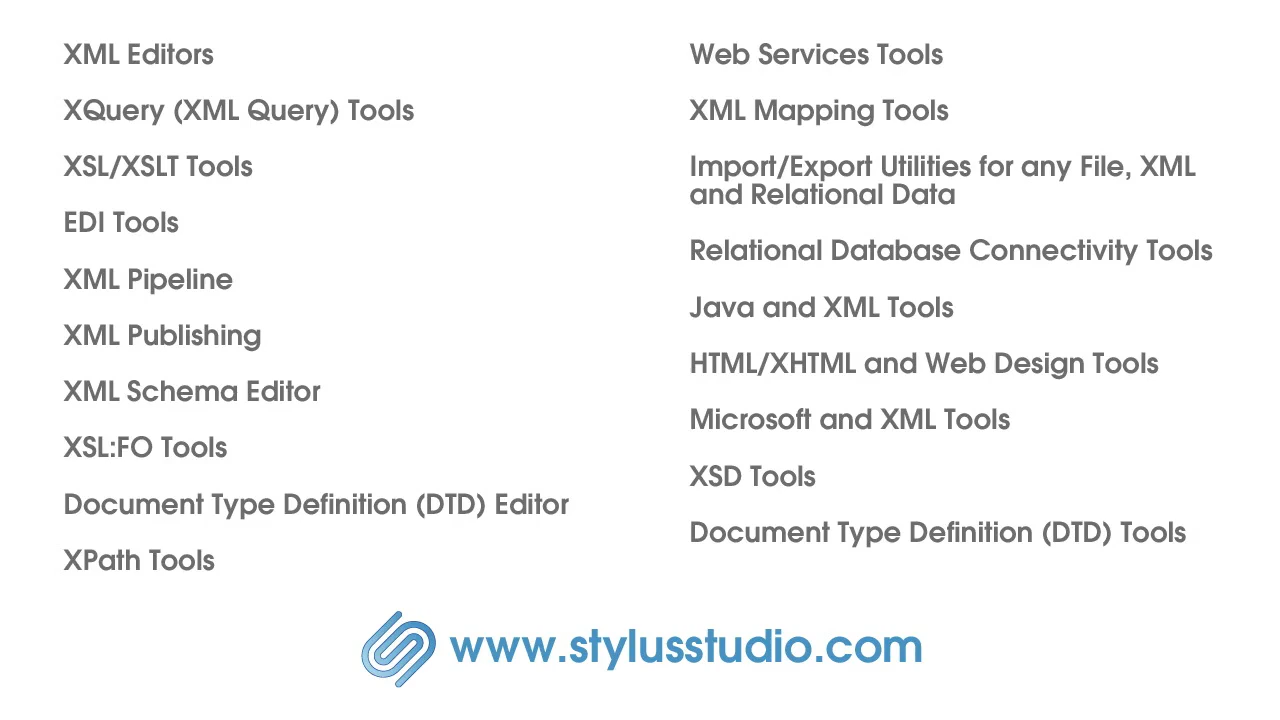 XML Editors
XQuery (XML Query) Tools
XSL/XSLT Tools
EDI Tools
XML Pipeline
XML Publishing
XML Schema Editor
XSL:FO Tools
Document Type Definition (DTD) Editor
XPath Tools
Web Services Tools
XML Mapping Tools
Import/Export Utilities for any File, XML
and Relational Data
Relational Database Connectivity Tools
Java and XML Tools
HTML/XHTML and Web Design Tools
Microsoft and XML Tools
XSD Tools
Document Type Definition (DTD) Tools
www.stylusstudio.com